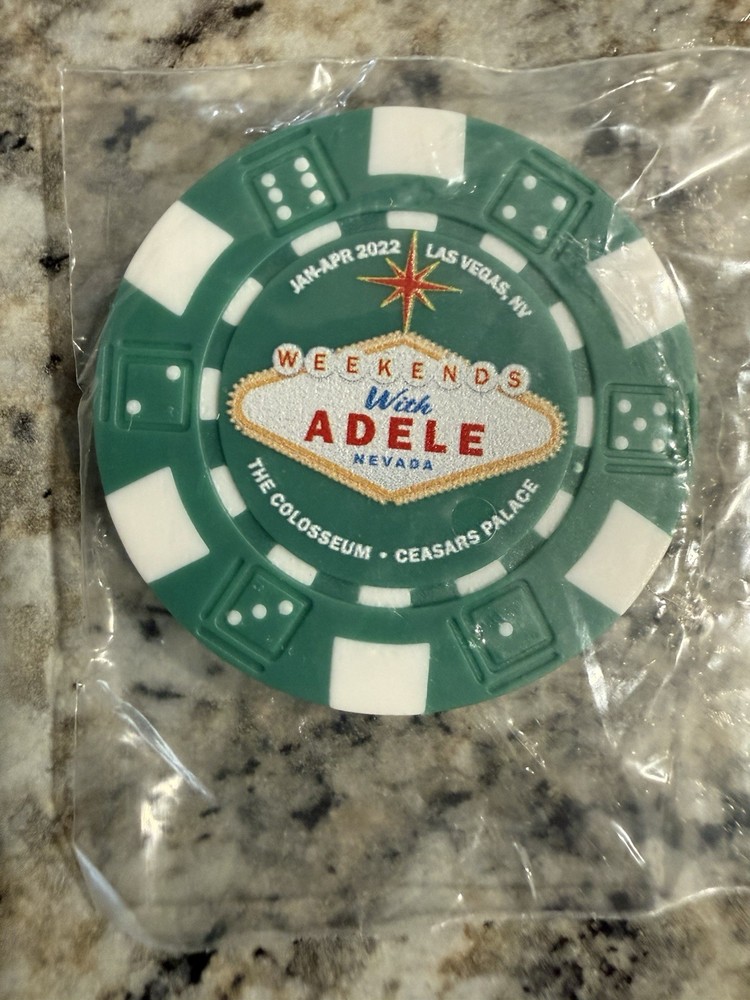 JAN-APR 2022 LAS VEGAS, NV
WEEKENDS
With
ADELE
NEVADA
THE COLOSSEUM • CEASARS PALACE